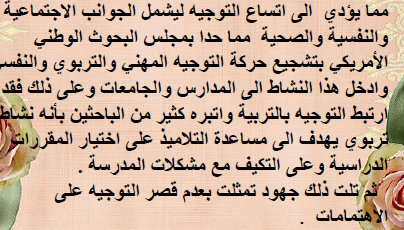 مما يؤدي الى اتساع التوجيه ليشمل الجوانب الاجتماعية
والنفسية والصحية مما حدا بمجلس البحوث الوطني
الأمريكي بتشجيع حركة التوجيه المهني والتربوي والنفسي
وادخل هذا النشاط الى المدارس والجامعات وعلى ذلك فقد
ارتبط التوجيه بالتربية واتبره كثير من الباحثين بأنه نشاط
تربوي يهدف الى مساعدة التلاميذ على اختيار المقررات
الدراسية وعلى التكيف مع مشكلات المدرسة .
ثم تلت ذلك جهود تمثلت بعدم قصر التوجيه على
الاهتمامات .